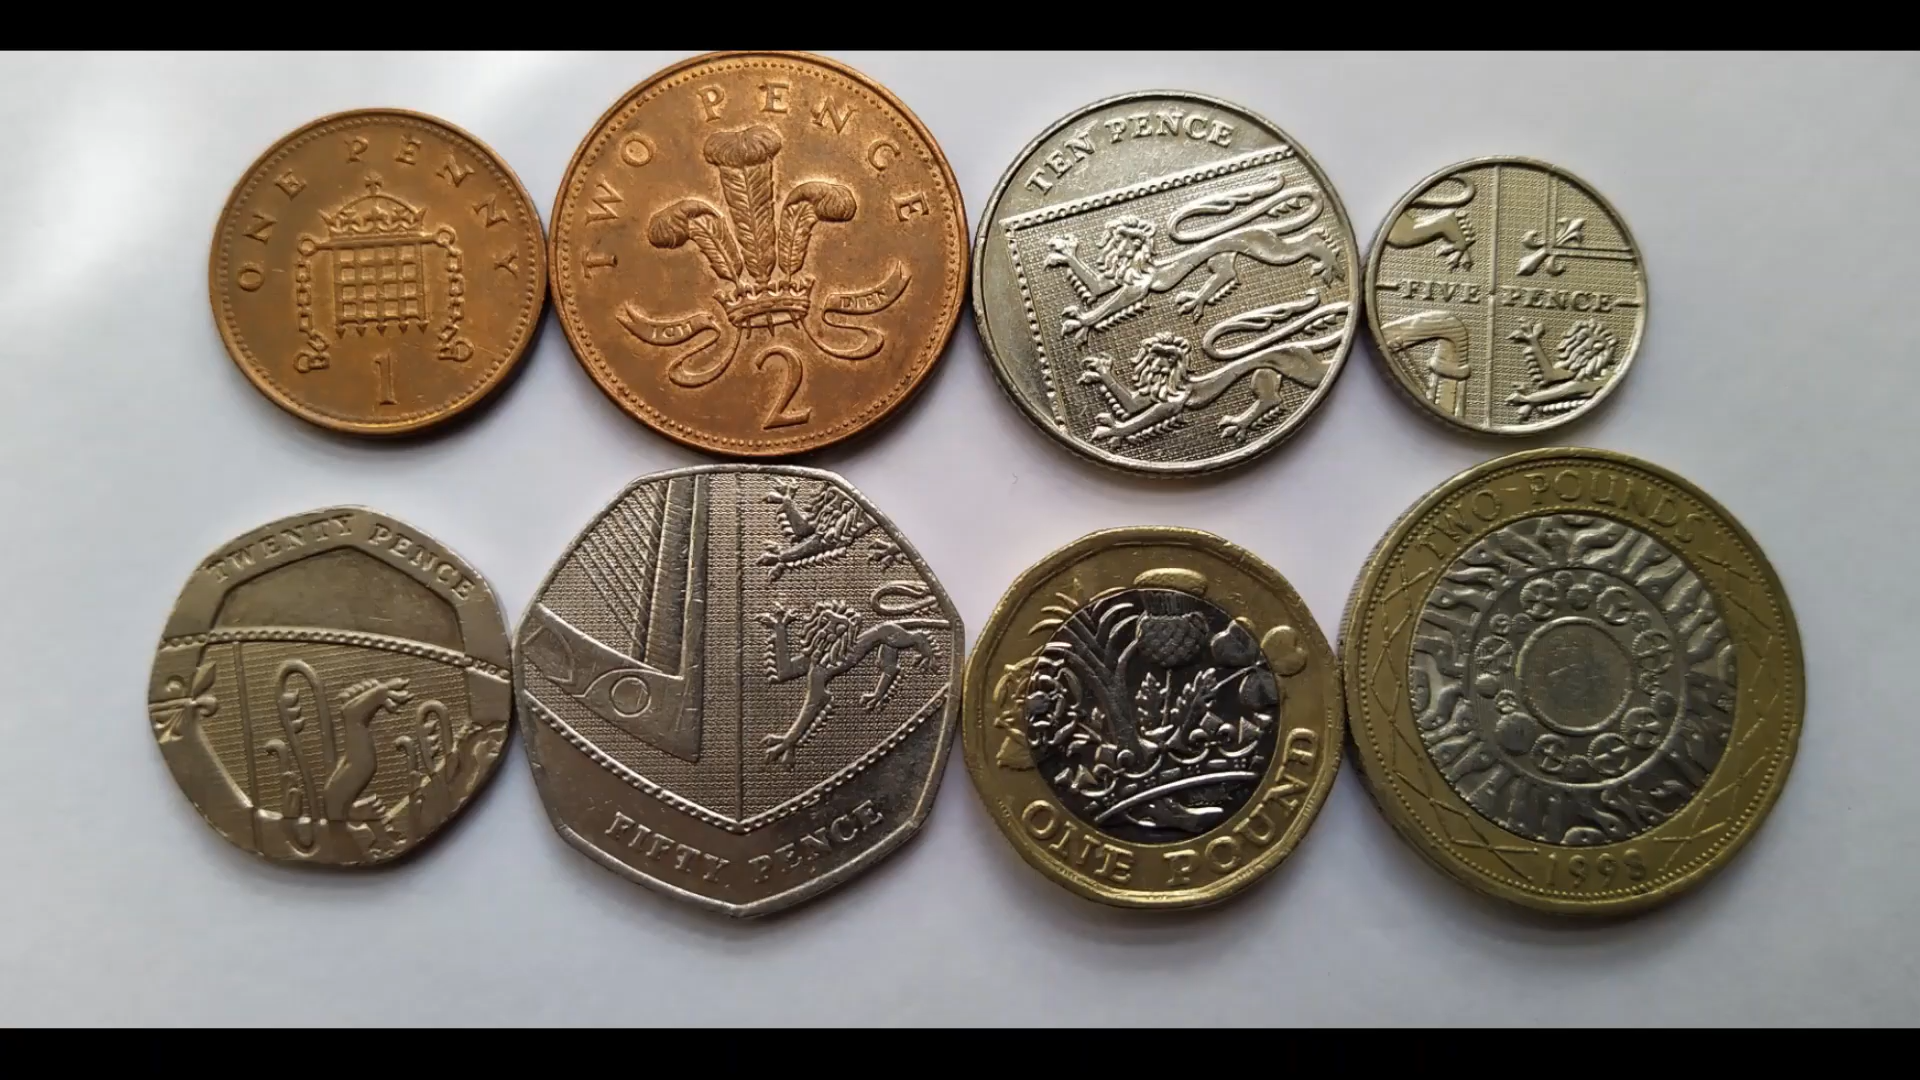 ONE PENNY
1
TWO PENCE
ICH DIEN
2
TEN PENCE
FIVE PENCE
TWENTY PENCE
FIFTY PENCE
ONE POUND
TWO POUNDS
1998